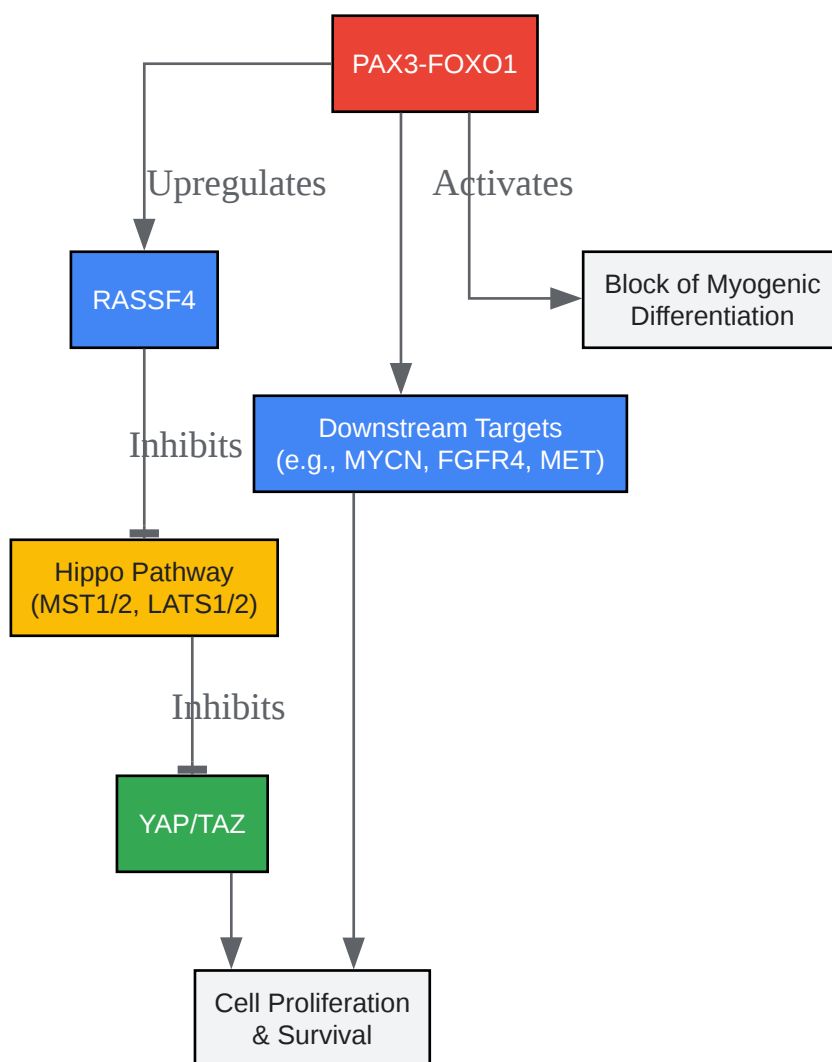 PAX3-FOXO1
Upregulates
Activates
RASSF4
Block of Myogenic
Differentiation
Downstream Targets
(e.g., MYCN, FGFR4, MET)
Inhibits
Hippo Pathway
(MST1/2, LATS1/2)
Inhibits
YAP/TAZ
Cell Proliferation
& Survival